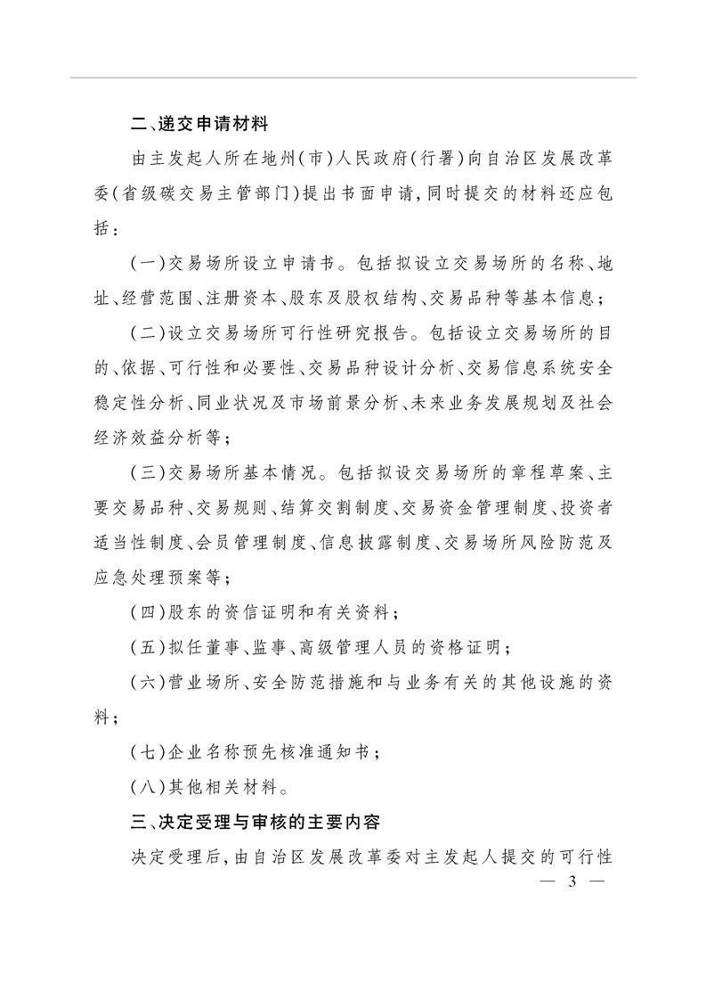 二、递交申请材料
由主发起人所在地州(市)人民政府(行署)向自治区发展改革
委(省级碳交易主管部门)提出书面申请,同时提交的材料还应包
括:
(一)交易场所设立申请书。包括拟设立交易场所的名称、地
址、经营范围、注册资本、股东及股权结构、交易品种等基本信息;
(二)设立交易场所可行性研究报告。包括设立交易场所的目
的、依据、可行性和必要性、交易品种设计分析、交易信息系统安全
稳定性分析、同业状况及市场前景分析、未来业务发展规划及社会
经济效益分析等;
(三)交易场所基本情况。包括拟设交易场所的章程草案、主
要交易品种、交易规则、结算交割制度、交易资金管理制度、投资者
适当性制度、会员管理制度、信息披露制度、交易场所风险防范及
应急处理预案等;
(四)股东的资信证明和有关资料;
(五)拟任董事、监事、高级管理人员的资格证明;
(六)营业场所、安全防范措施和与业务有关的其他设施的资
料;
(七)企业名称预先核准通知书;
(八)其他相关材料。
三、决定受理与审核的主要内容
决定受理后,由自治区发展改革委对主发起人提交的可行性
— 3 —